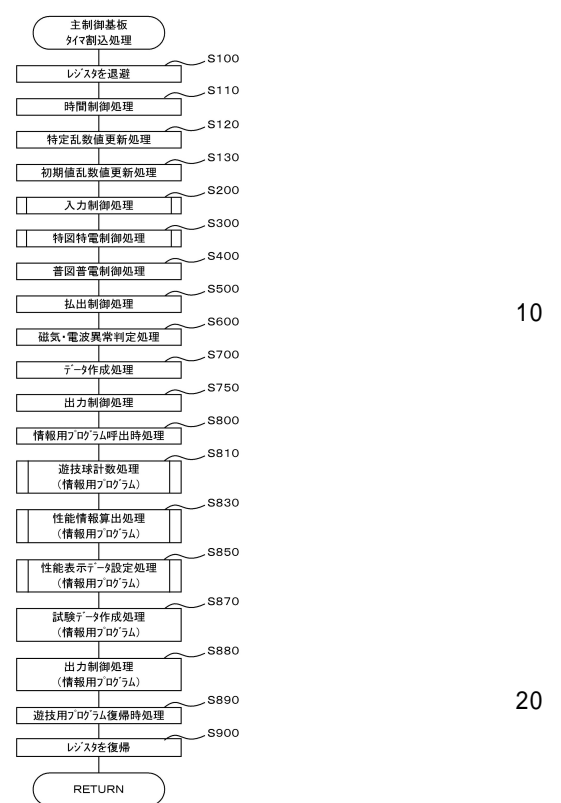 主制御基板
タイマ割込処理
S100
レジスタを退避
S110
時間制御処理
S120
特定乱数値更新処理
S130
初期値乱数値更新処理
S200
入力制御処理
S300
特図特電制御処理
S400
普図普電制御処理
S500
払出制御処理
10
S600
磁気・電波異常判定処理
S700
データ作成処理
S750
出力制御処理
S800
情報用プログラム呼出時処理
S810
遊技球計数処理
(情報用プログラム)
S830
性能情報算出処理
(情報用プログラム)
S850
性能表示データ設定処理
(情報用プログラム)
S870
試験データ作成処理
(情報用プログラム)
S880
出力制御処理
(情報用プログラム)
S890
20
遊技用プログラム復帰時処理
S900
レジスタを復帰
RETURN